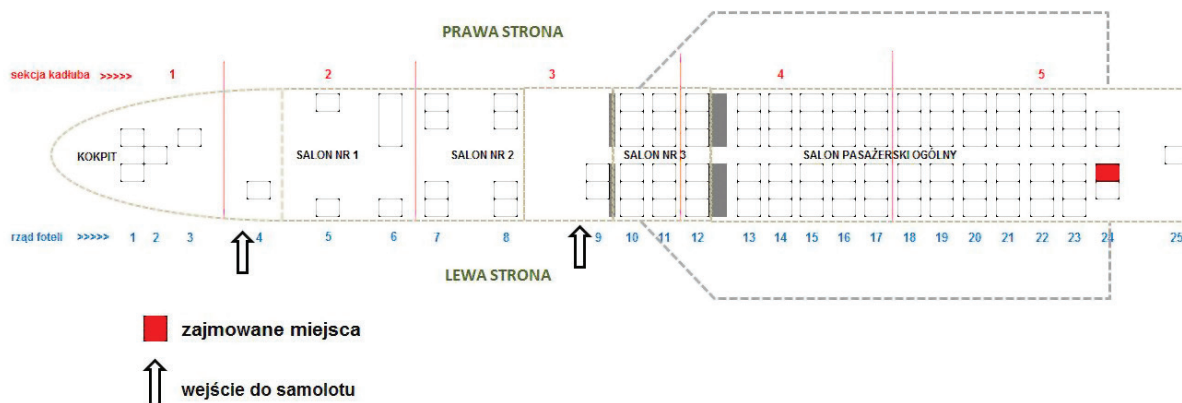 PRAWA STRONA
sekcja kadłuba >>>>> 1 2 3 4 5
KOKPIT SALON NR 1 SALON NR 2 SALON NR 3 SALON PASAŻERSKI OGÓLNY
rząd foteli >>>>> 1 2 3 4 5 6 7 8 9 10 11 12 13 14 15 16 17 18 19 20 21 22 23 24 25
LEWA STRONA
zajmowane miejsca
wejście do samolotu